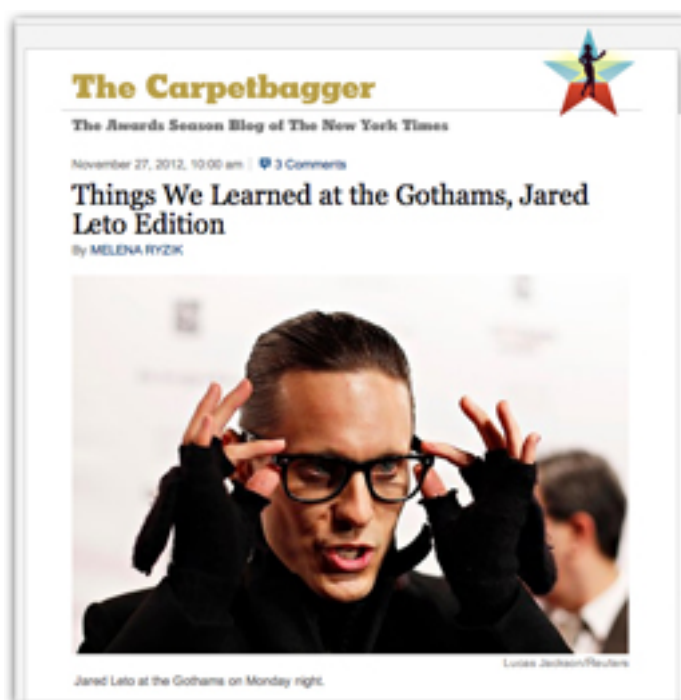 The Carpetbagger
The Awards Season Blog of The New York Times
November 27, 2012, 10:00 am 3 Comments
Things We Learned at the Gothams, Jared
Leto Edition
By MELENA RYZIK
Lucas Jackson/Reuters
Jared Leto at the Gothams on Monday night.